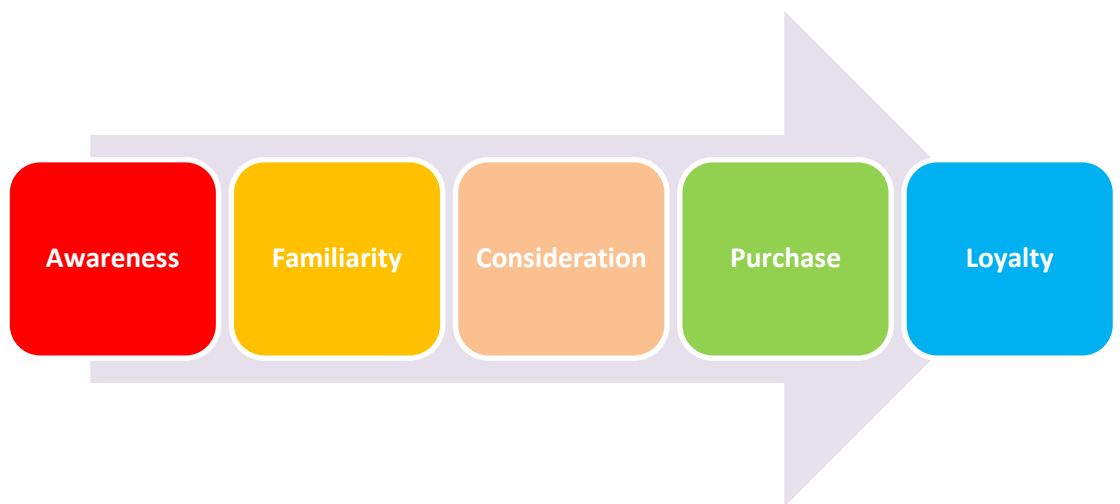 Awareness
Familiarity
Consideration
Purchase
Loyalty